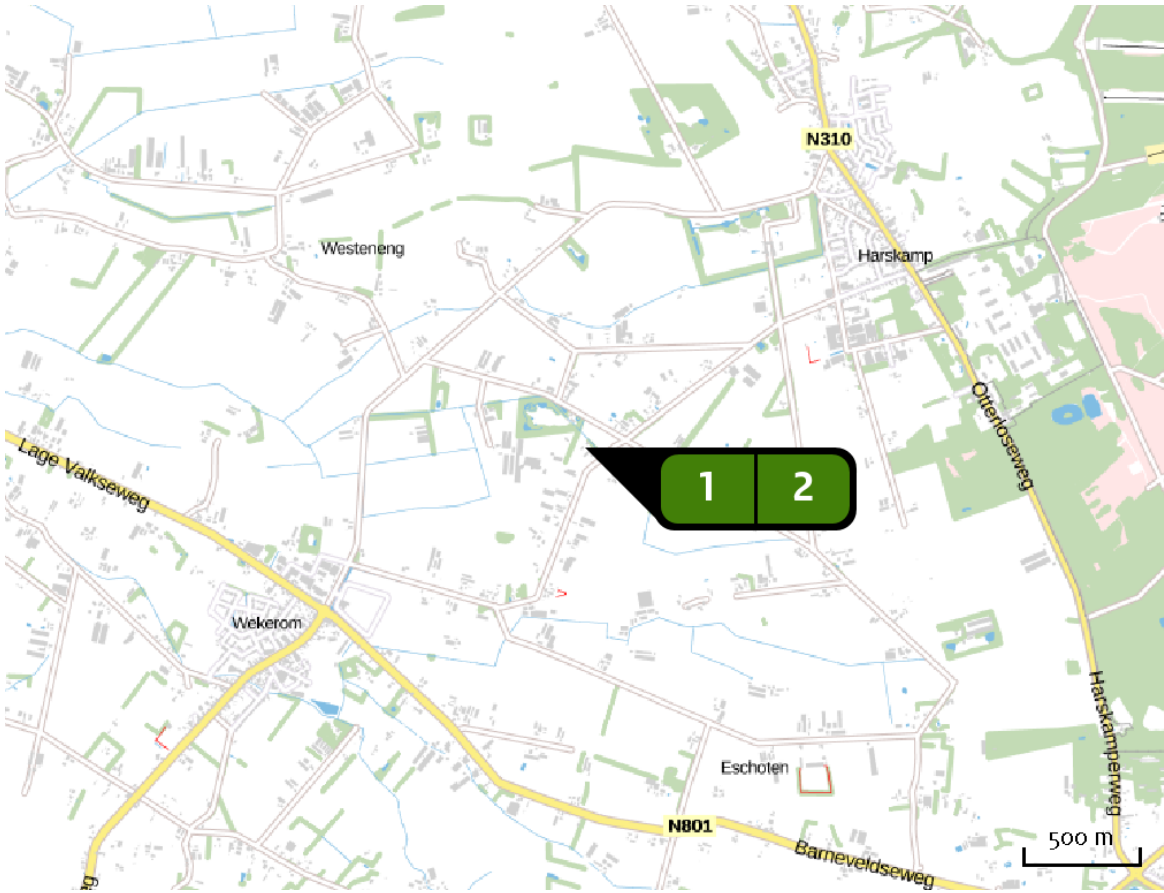 N310
Westeneng
Harskamp
Otterloseweg
Lage Valkseweg
1 2
Wekerom
Harskamperweg
Eschoten
N801
500 m
Barneveldseweg